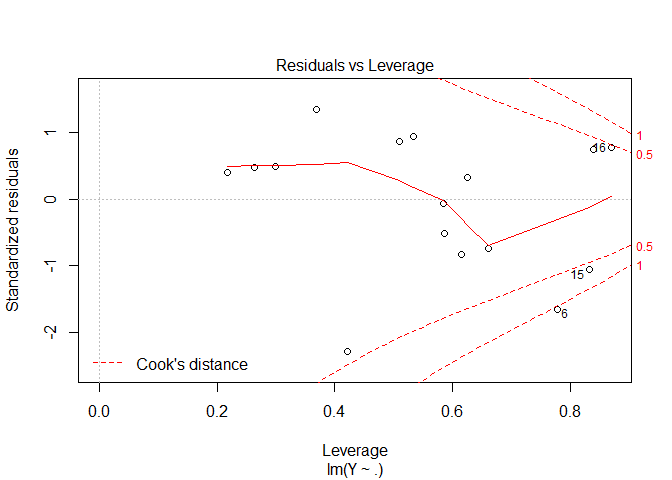 Residuals vs Leverage
Standardized residuals
1
0
-1
-2
16
15
6
1
0.5
0.5
1
Cook's distance
0.0 0.2 0.4 0.6 0.8
Leverage
lm(Y ~ .)